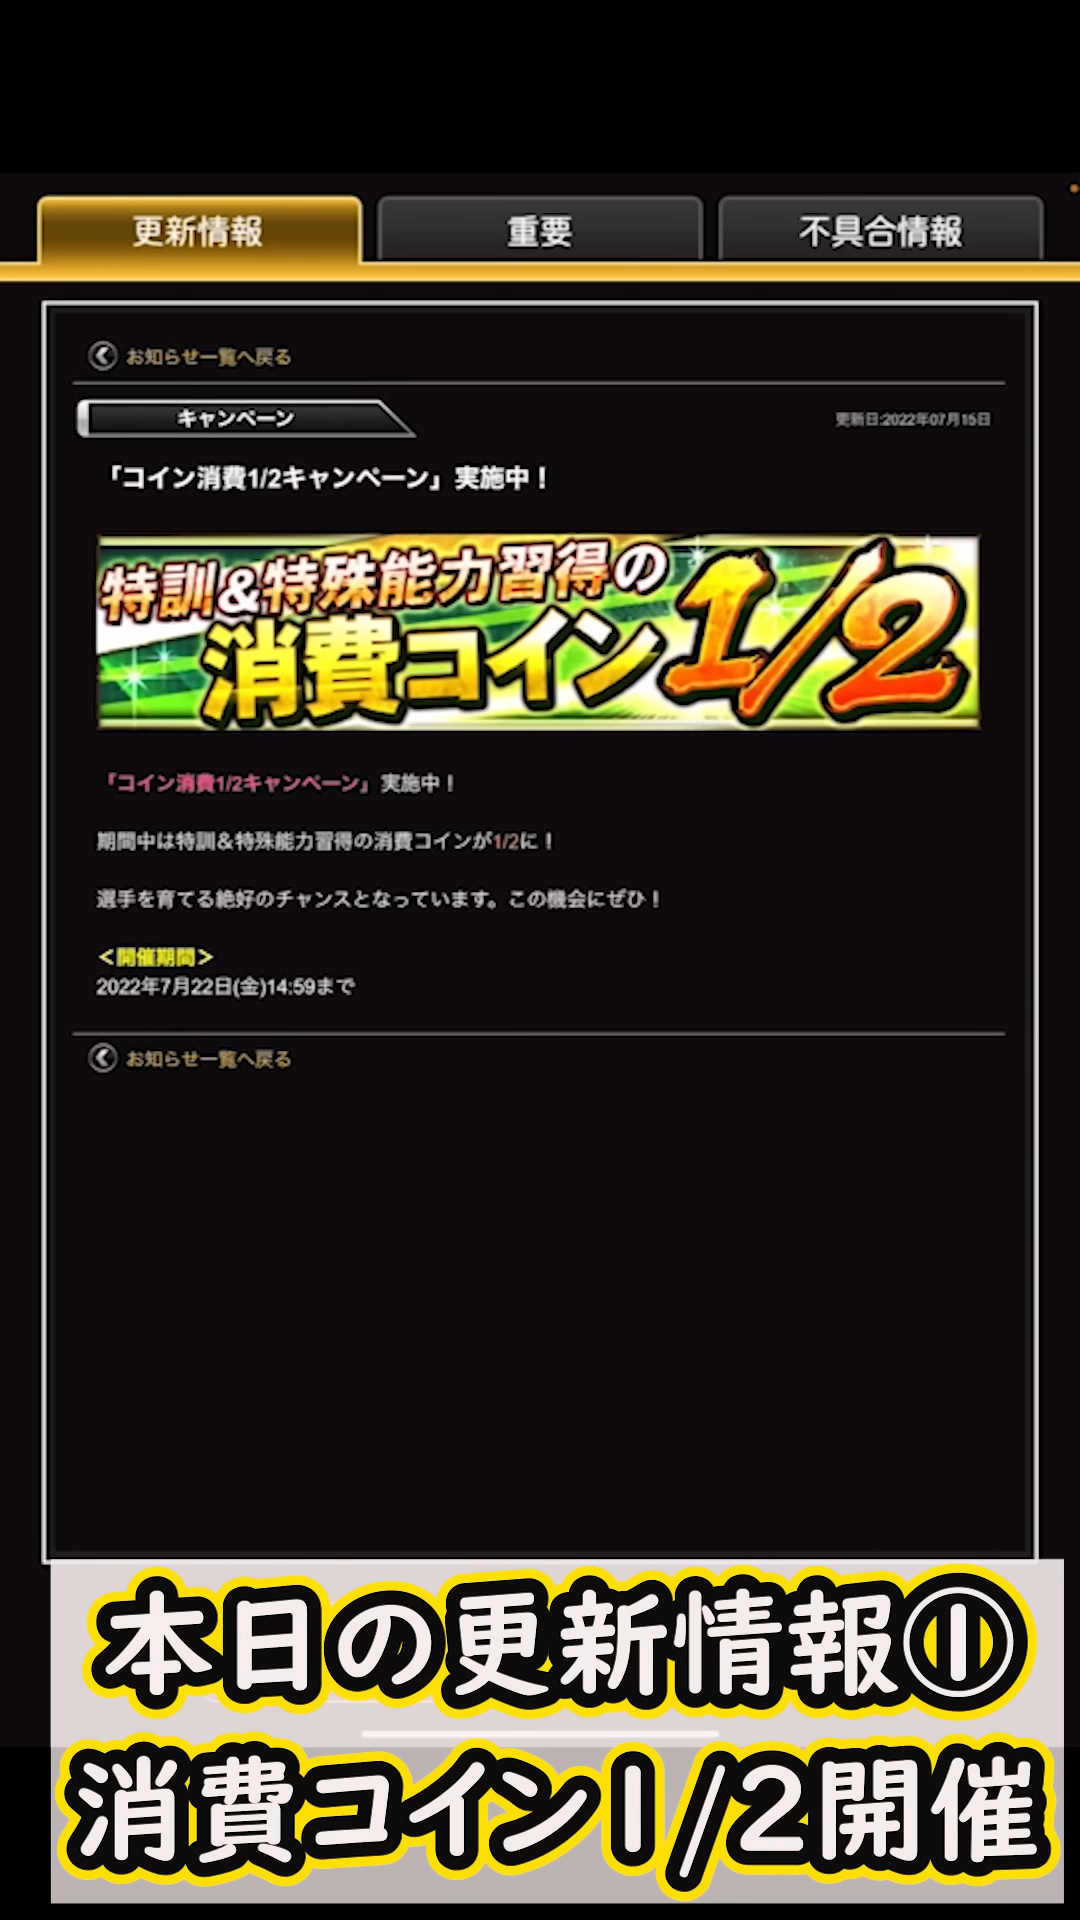 更新情報
重要
不具合情報
お知らせ一覧へ戻る
キャンペーン
更新日:2022年07月15日
「コイン消費1/2キャンペーン」実施中！
特訓&特殊能力習得の
消費コイン1/2
「コイン消費1/2キャンペーン」実施中！
期間中は特訓＆特殊能力習得の消費コインが1/2に！
選手を育てる絶好のチャンスとなっています。この機会にぜひ！
＜開催期間＞
2022年7月22日(金)14:59まで
お知らせ一覧へ戻る
本日の更新情報①
消費コイン1/2開催